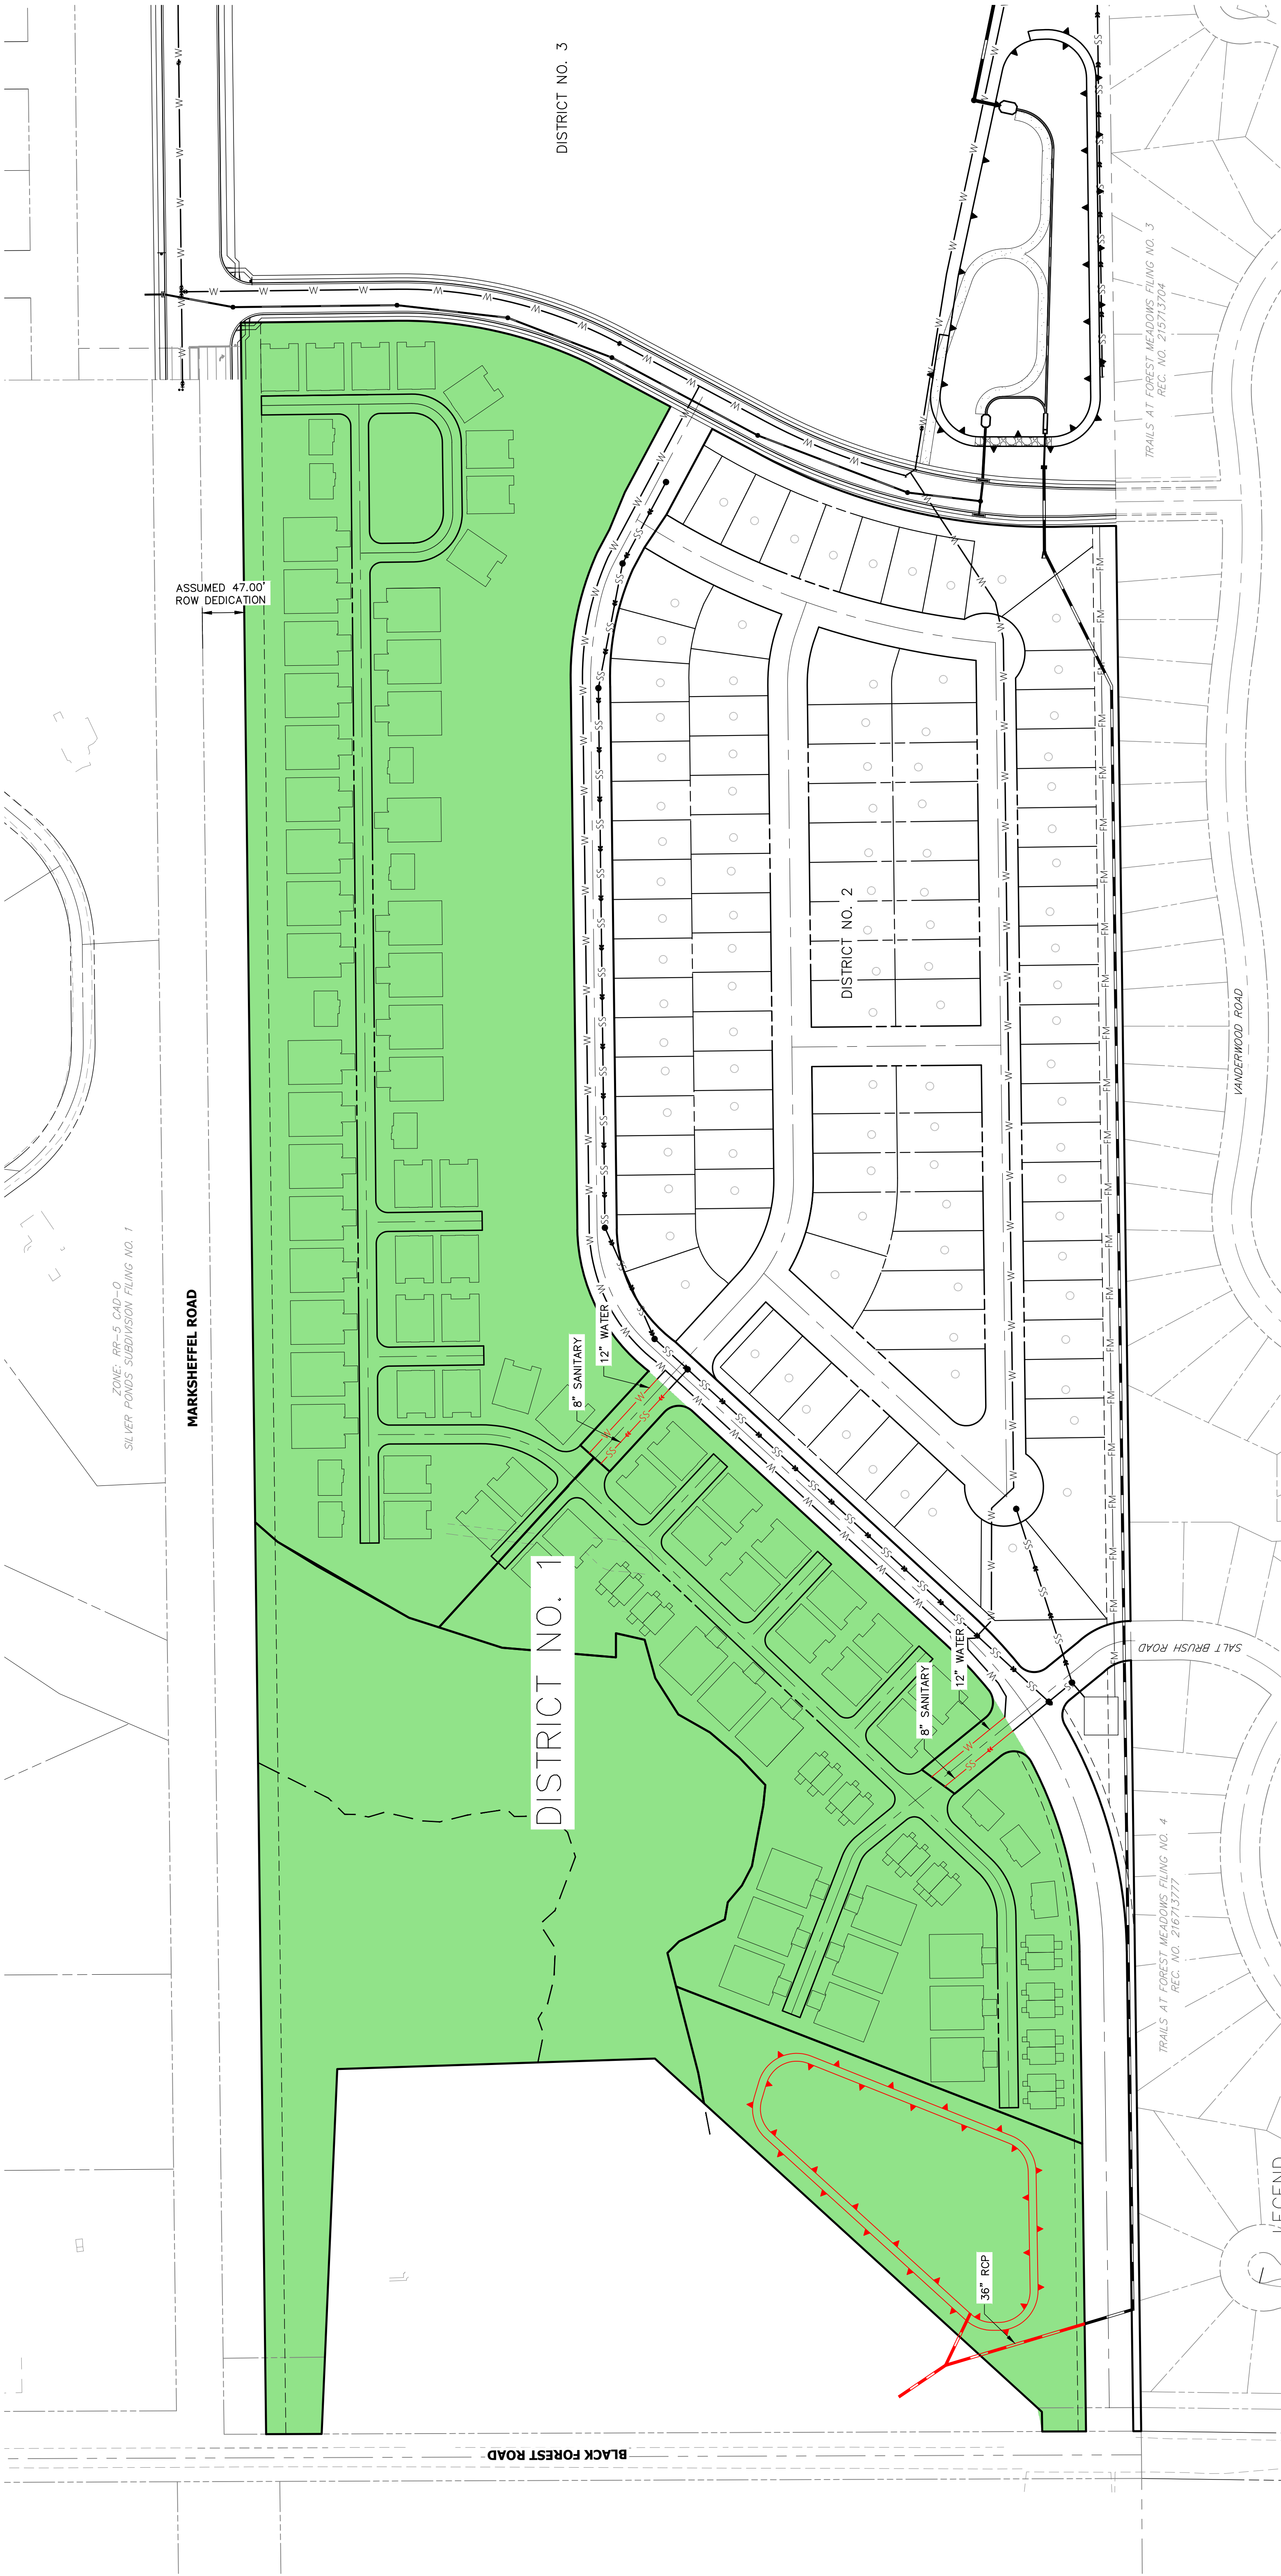 DISTRICT NO. 3
TRAILS AT FOREST MEADOWS FILING NO. 3
REC. NO. 215713704
ASSUMED 47.00'
ROW DEDICATION
DISTRICT NO. 2
VANDERWOOD ROAD
ZONE: RR-5 CAD-O
SILVER PONDS SUBDIVISION FILING NO. 1
MARKSHEFFEL ROAD
12" WATER
8" SANITARY
DISTRICT NO. 1
12" WATER
8" SANITARY
SALT BRUSH ROAD
TRAILS AT FOREST MEADOWS FILING NO. 4
REC. NO. 216713777
36" RCP
LEGEND
BLACK FOREST ROAD